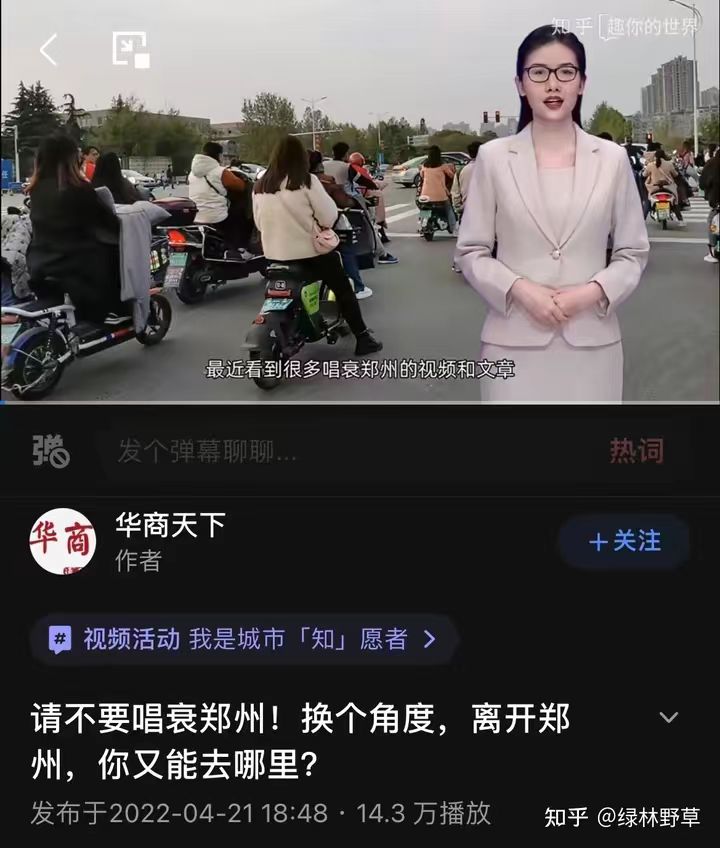 知乎 趣你的世界
最近看到很多唱衰郑州的视频和文章
弹
发个弹幕聊聊...
热词
华商
华商天下
作者
+关注
# 视频活动 我是城市「知」愿者 >
请不要唱衰郑州！换个角度，离开郑
州，你又能去哪里？
发布于2022-04-21 18:48 · 14.3 万播放
知乎 @绿林野草